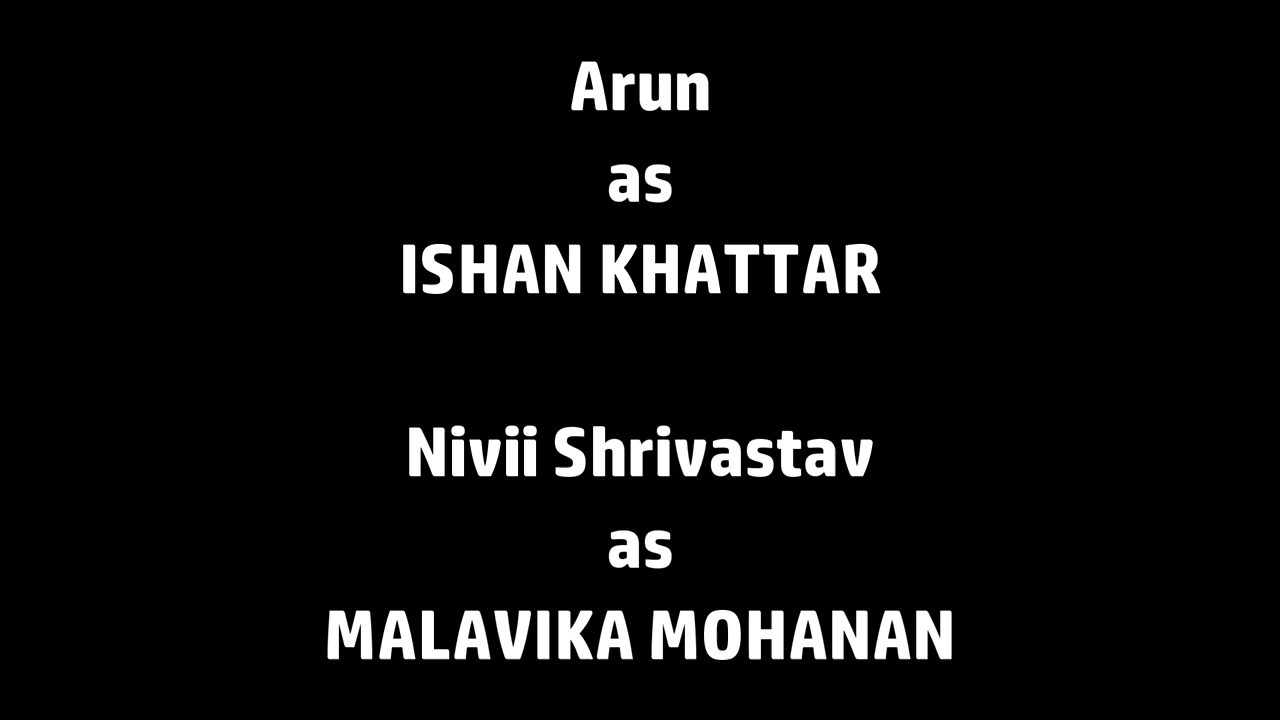 Arun
as
ISHAN KHATTAR
Nivii Shrivastav
as
MALAVIKA MOHANAN